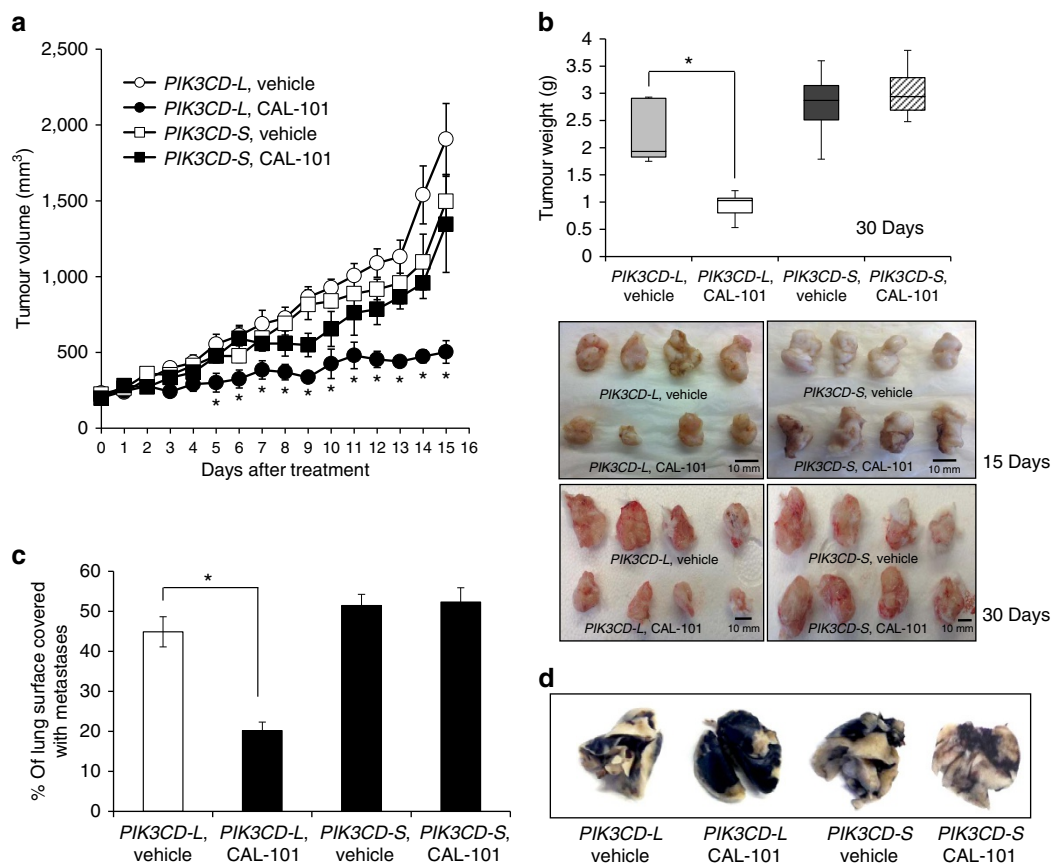 a
2,500
2,000
1,500
1,000
500
0
Tumour volume (mm³)
PIK3CD-L, vehicle
PIK3CD-L, CAL-101
PIK3CD-S, vehicle
PIK3CD-S, CAL-101
* * * * * * * * * * *
0 1 2 3 4 5 6 7 8 9 10 11 12 13 14 15 16
Days after treatment
b
4
3.5
3
2.5
2
1.5
1
0.5
0
Tumour weight (g)
*
30 Days
PIK3CD-L, vehicle
PIK3CD-L, CAL-101
PIK3CD-S, vehicle
PIK3CD-S, CAL-101
PIK3CD-L, vehicle
PIK3CD-L, CAL-101
10 mm
PIK3CD-S, vehicle
PIK3CD-S, CAL-101
10 mm
15 Days
PIK3CD-L, vehicle
PIK3CD-L, CAL-101
10 mm
PIK3CD-S, vehicle
PIK3CD-S, CAL-101
10 mm
30 Days
c
60
50
40
30
20
10
0
% Of lung surface covered
with metastases
*
PIK3CD-L, vehicle
PIK3CD-L, CAL-101
PIK3CD-S, vehicle
PIK3CD-S, CAL-101
d
PIK3CD-L vehicle
PIK3CD-L CAL-101
PIK3CD-S vehicle
PIK3CD-S CAL-101